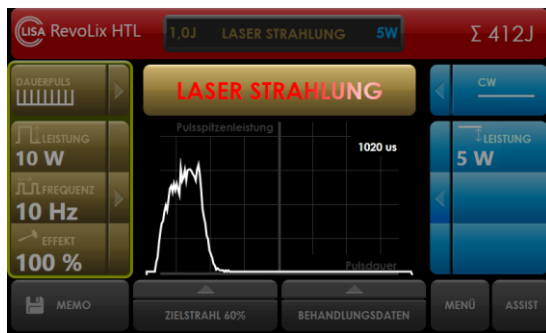 LISA RevoLix HTL
1,0J LASER STRAHLUNG 5W
Σ 412J
DAUERPULS
LASER STRAHLUNG
CW
LEISTUNG
10 W
FREQUENZ
10 Hz
EFFEKT
100 %
Pulsspitzenleistung
1020 us
Pulsdauer
LEISTUNG
5 W
MEMO
ZIELSTRAHL 60%
BEHANDLUNGSDATEN
MENÜ
ASSIST